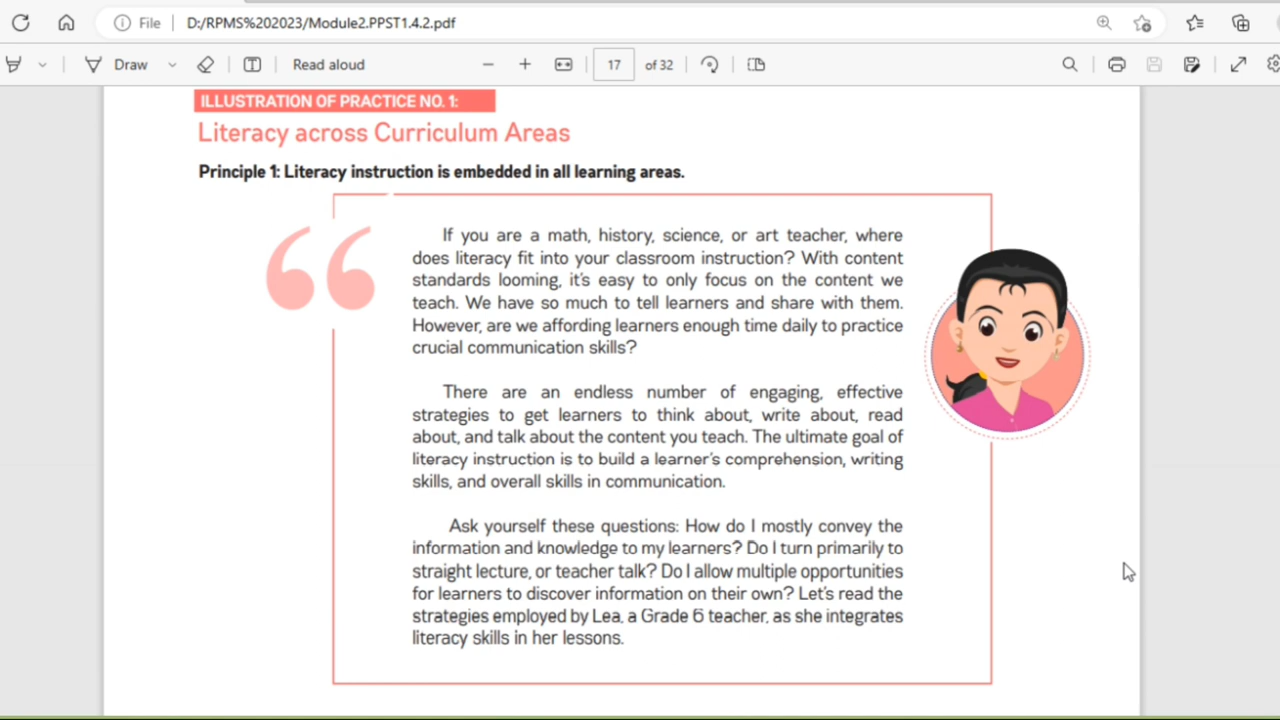 File
D:/RPMS%202023/Module2.PPST1.4.2.pdf
Draw
Read aloud
17
of 32
ILLUSTRATION OF PRACTICE NO. 1:
Literacy across Curriculum Areas
Principle 1: Literacy instruction is embedded in all learning areas.
“
If you are a math, history, science, or art teacher, where
does literacy fit into your classroom instruction? With content
standards looming, it's easy to only focus on the content we
teach. We have so much to tell learners and share with them.
However, are we affording learners enough time daily to practice
crucial communication skills?
There are an endless number of engaging, effective
strategies to get learners to think about, write about, read
about, and talk about the content you teach. The ultimate goal of
literacy instruction is to build a learner's comprehension, writing
skills, and overall skills in communication.
Ask yourself these questions: How do I mostly convey the
information and knowledge to my learners? Do I turn primarily to
straight lecture, or teacher talk? Do I allow multiple opportunities
for learners to discover information on their own? Let's read the
strategies employed by Lea, a Grade 6 teacher, as she integrates
literacy skills in her lessons.